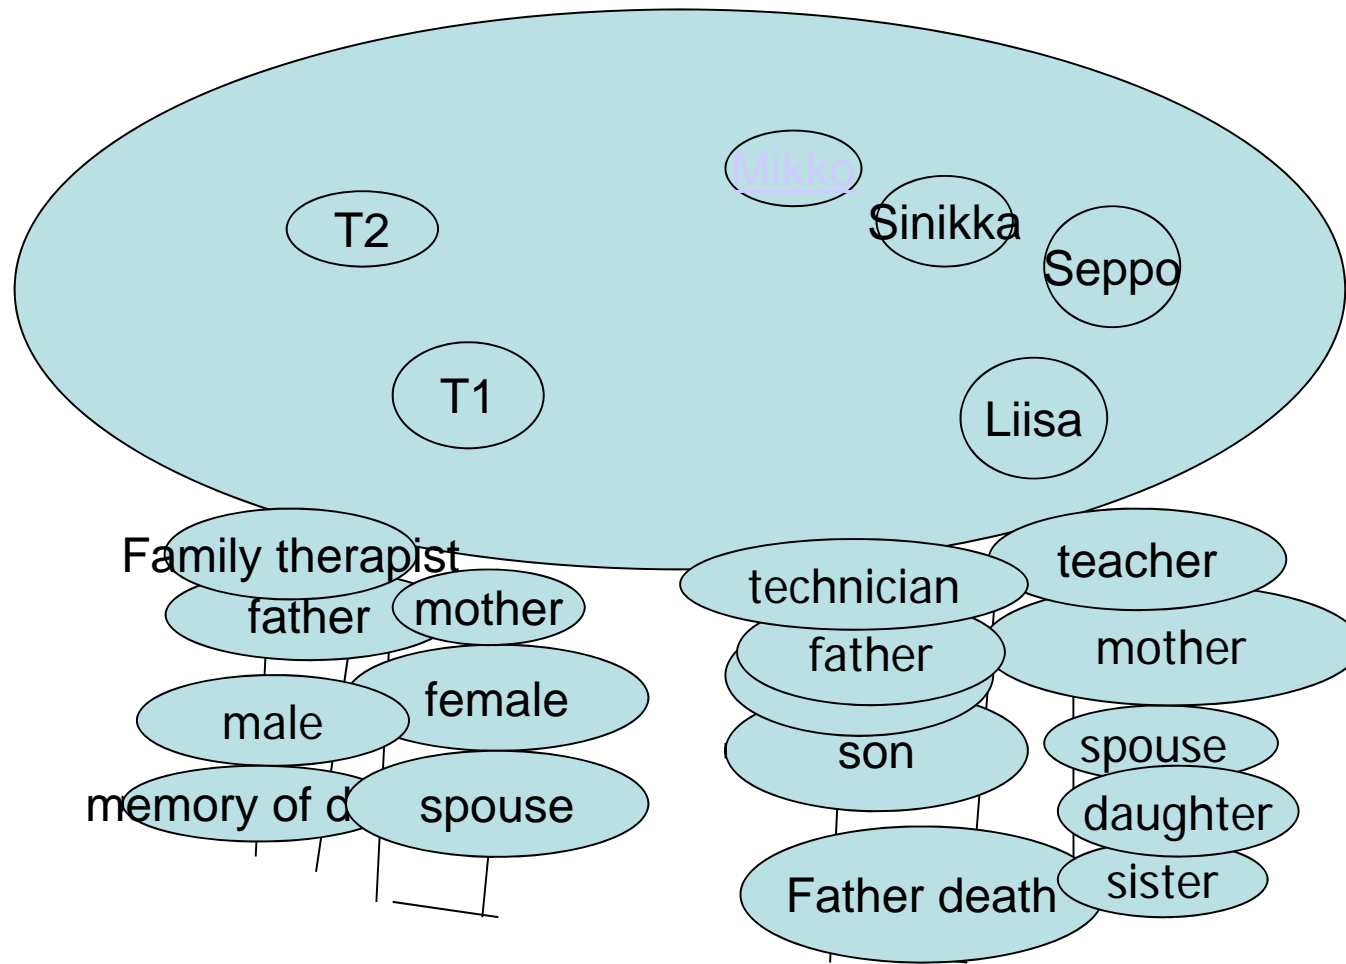 Mikko
Sinikka
T2
Seppo
T1
Liisa
Family therapist
father
mother
male
female
memory of d
spouse
technician
father
son
Father death
teacher
mother
spouse
daughter
sister